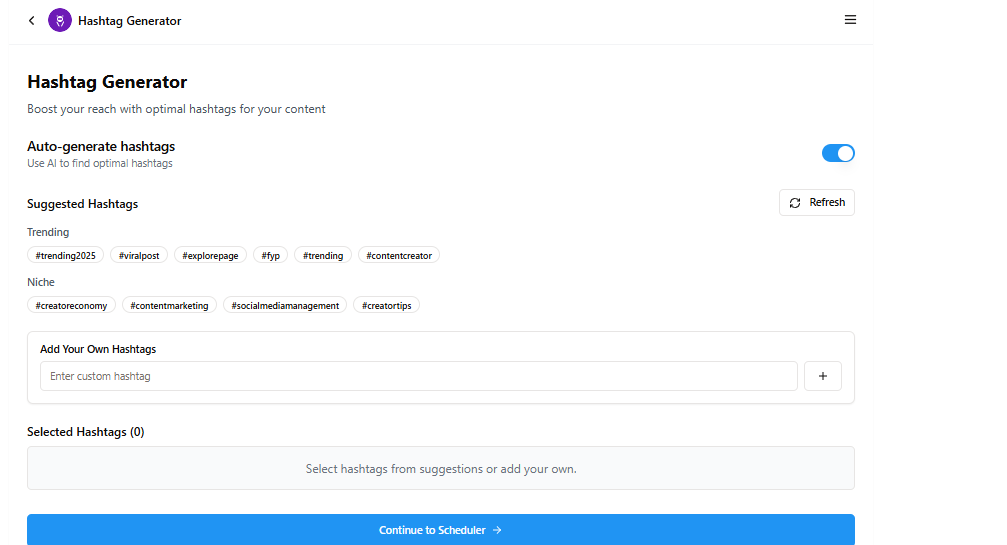 Hashtag Generator
Hashtag Generator
Boost your reach with optimal hashtags for your content
Auto-generate hashtags
Use AI to find optimal hashtags
Suggested Hashtags
Refresh
Trending
#trending2025 #viralpost #explorepage #fyp #trending #contentcreator
Niche
#creatoreconomy #contentmarketing #socialmediamanagement #creatortips
Add Your Own Hashtags
Enter custom hashtag
+
Selected Hashtags (0)
Select hashtags from suggestions or add your own.
Continue to Scheduler →